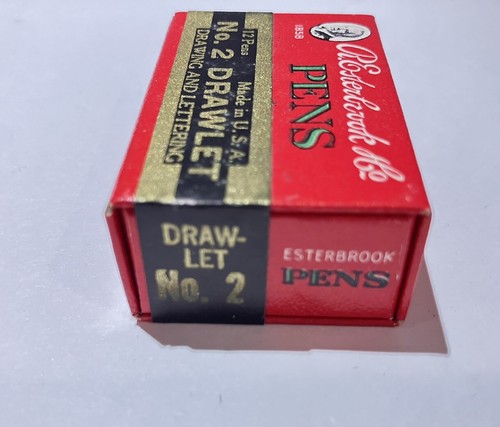 R. Esterbrook & Co
1858
PENS
12 Pens Made in U.S.A.
No. 2 DRAWLET
DRAWING AND LETTERING
DRAW-
LET
No. 2
ESTERBROOK
PENS